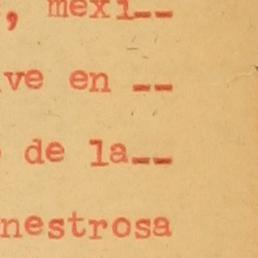 , mexi--
ve en --
de la--
nestrosa